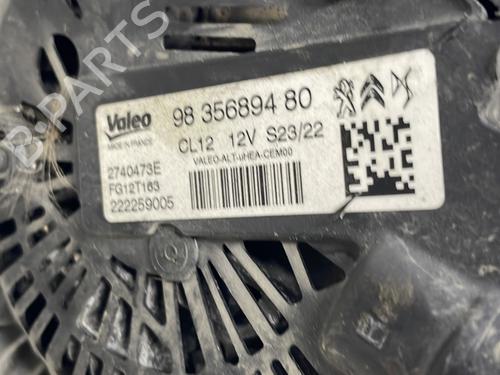 B-PARTS
Valeo
MADE IN FRANCE
98 356894 80
CL12 12V S23/22
VALEO-ALT-uHEA-CEM00
2740473E
FG12T163
222259005